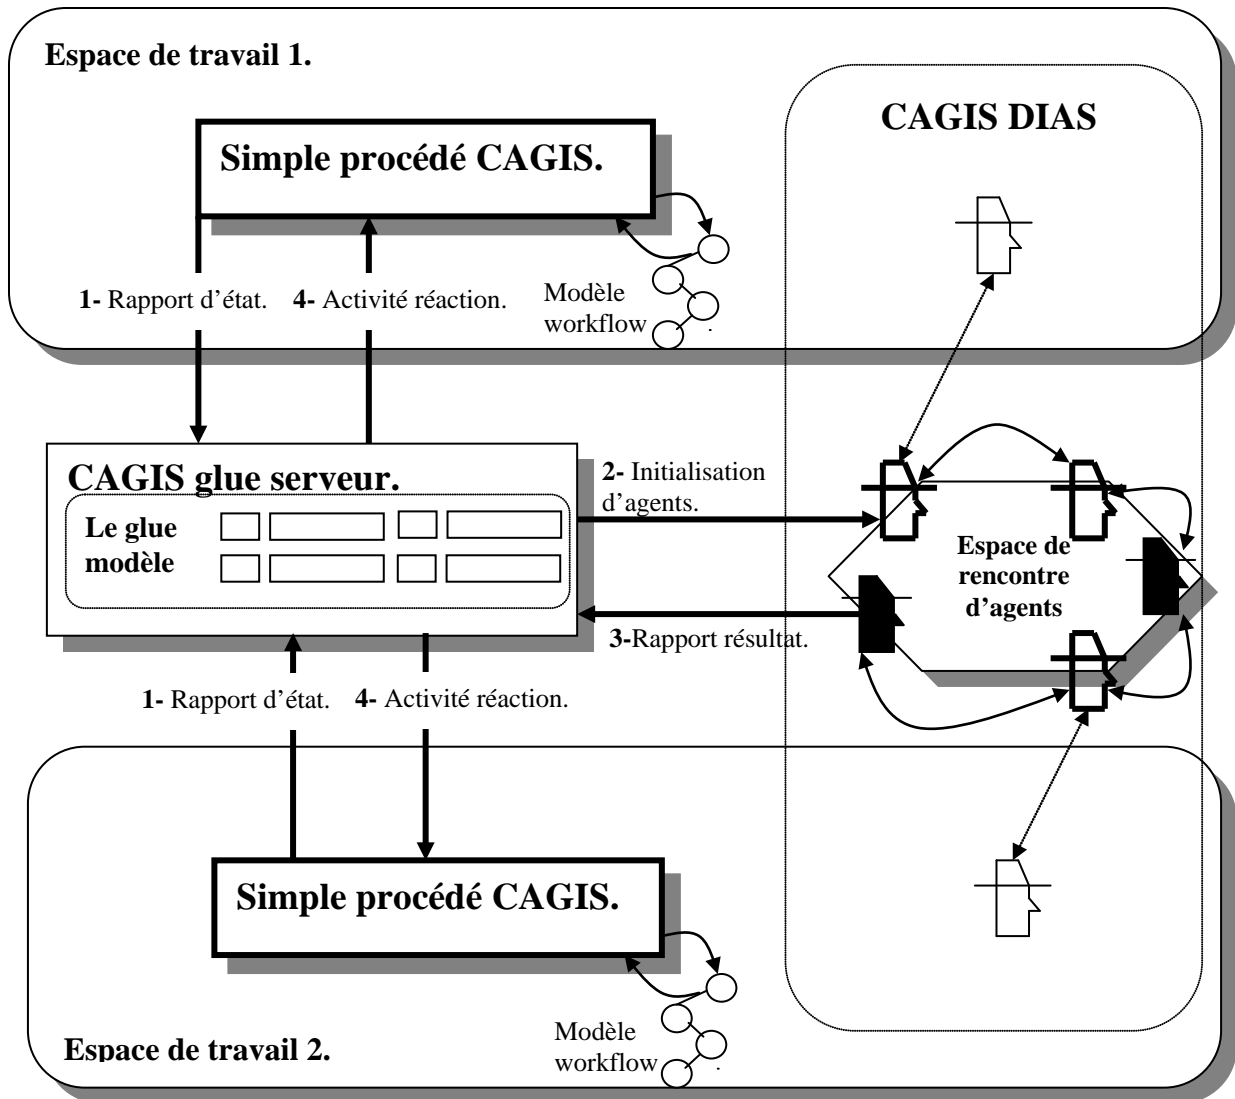 Espace de travail 1.
CAGIS DIAS
Simple procédé CAGIS.
1- Rapport d'état.
4- Activité réaction.
Modèle
workflow
.
CAGIS glue serveur.
Le glue
modèle
2- Initialisation
d'agents.
Espace de
rencontre
d'agents
3-Rapport résultat.
1- Rapport d'état.
4- Activité réaction.
Simple procédé CAGIS.
Modèle
workflow
.
Espace de travail 2.